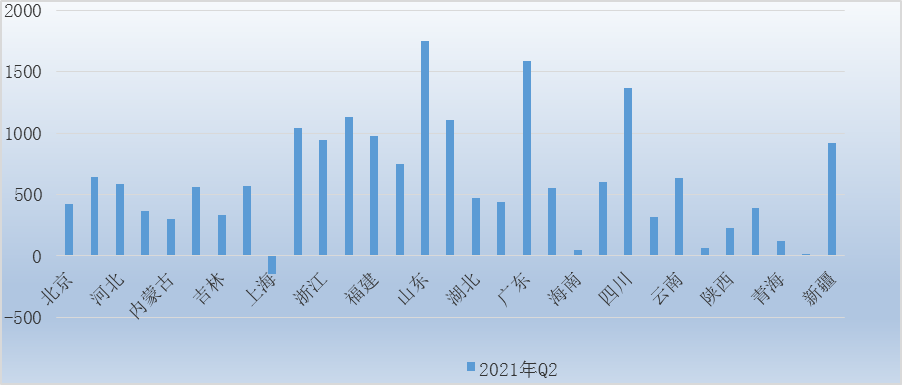 2000
1500
1000
500
0
-500
北京
河北
内蒙古
吉林
上海
浙江
福建
山东
湖北
广东
海南
四川
云南
陕西
青海
新疆
2021年Q2